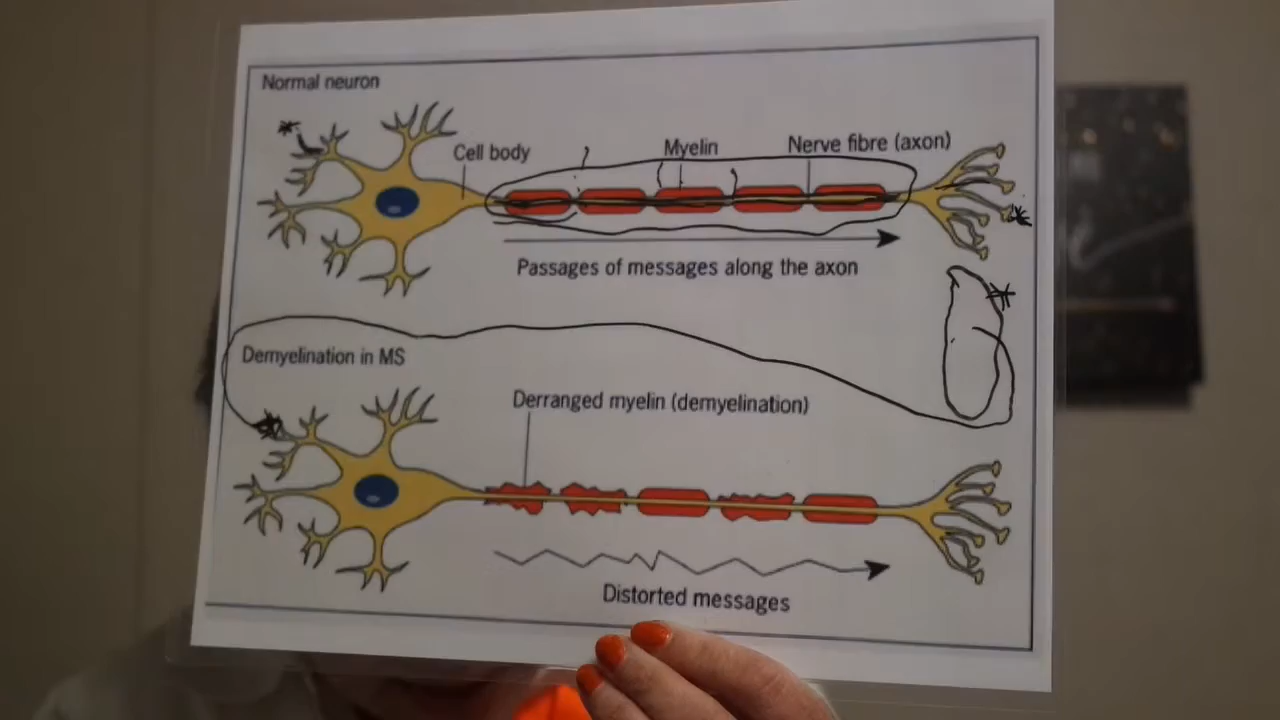 Normal neuron
Cell body
Myelin
Nerve fibre (axon)
Passages of messages along the axon
Demyelination in MS
Derranged myelin (demyelination)
Distorted messages